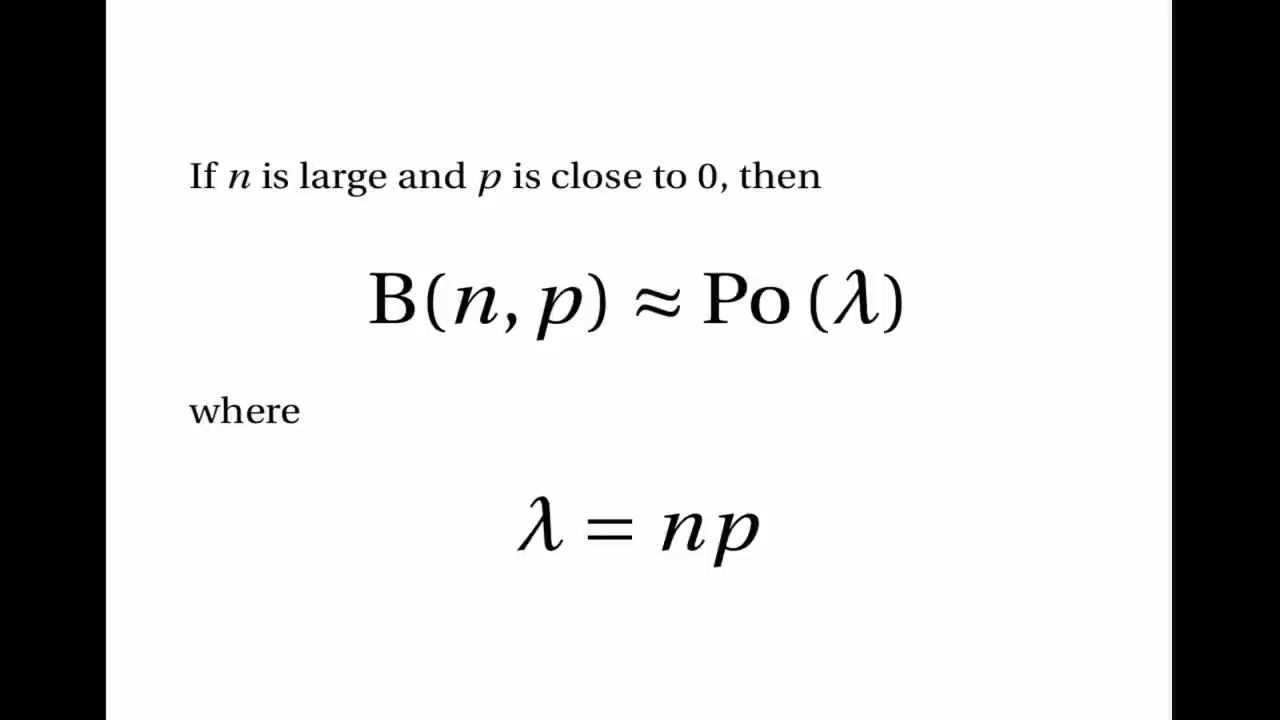 If n is large and p is close to 0, then
B(n, p) ≈ Po (λ)
where
λ = np